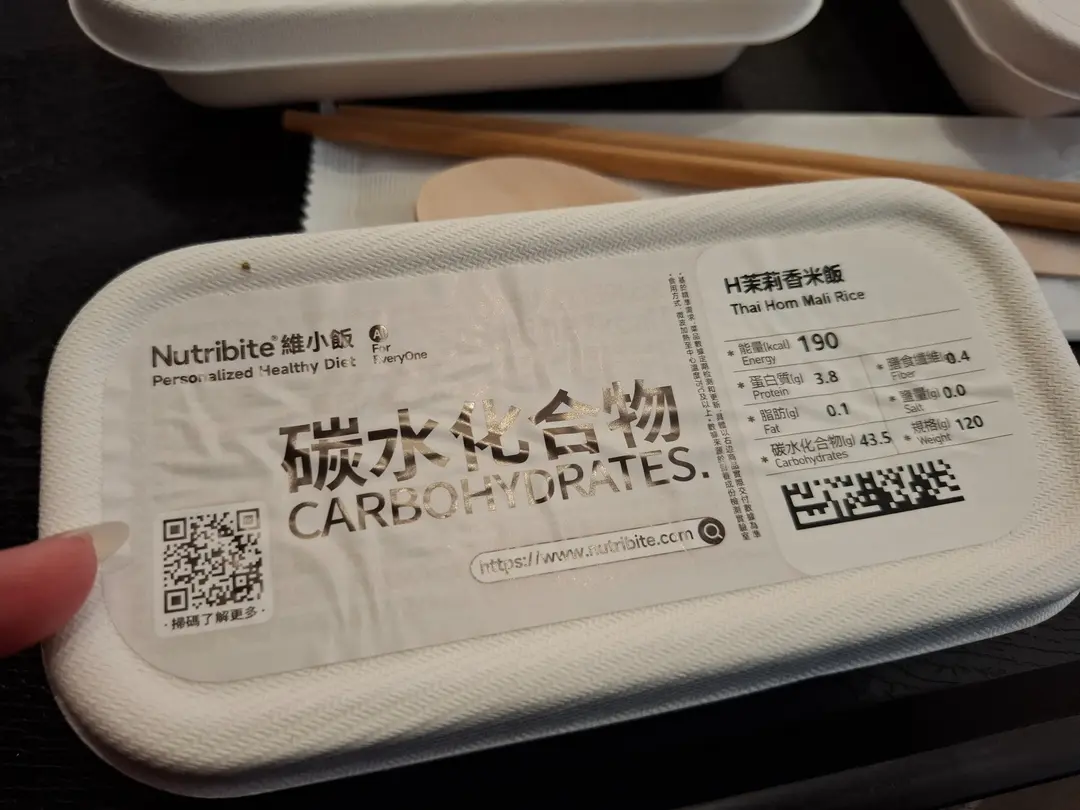 Nutribite® 維小飯
Personalized Healthy Diet
AI
For
EveryOne
碳水化合物
CARBOHYDRATES.
https://www.nutribite.com
·掃碼了解更多·
H茉莉香米飯
Thai Hom Mali Rice
* 能量(kcal) 190
Energy
* 蛋白質(g) 3.8
Protein
* 膳食纖維(g) 0.4
Fiber
* 脂肪(g) 0.1
Fat
* 鹽量(g) 0.0
Salt
* 碳水化合物(g) 43.5
Carbohydrates
* 規格(g) 120
Weight